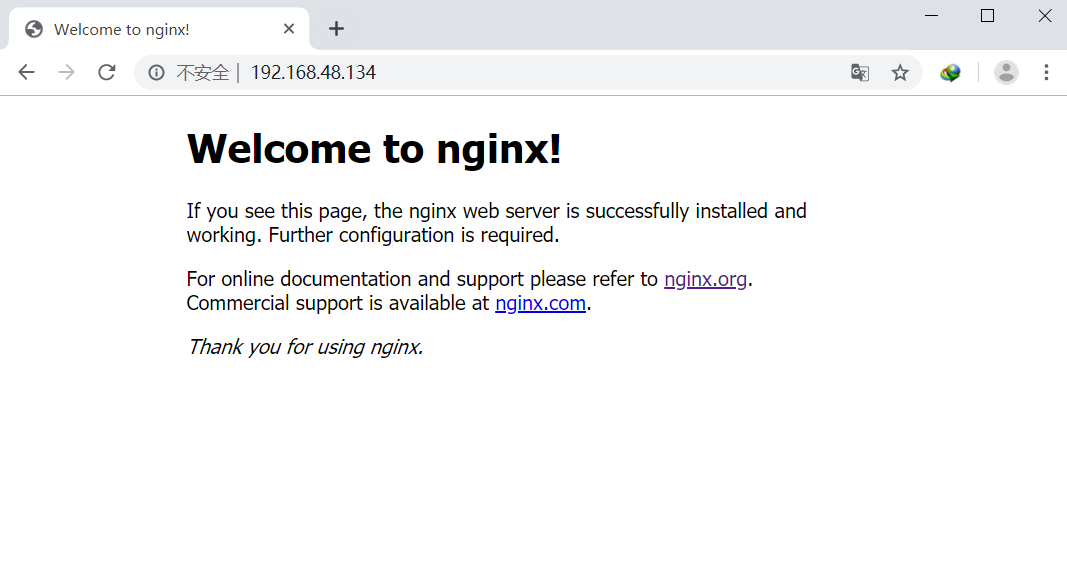 Welcome to nginx!
不安全 | 192.168.48.134
Welcome to nginx!
If you see this page, the nginx web server is successfully installed and
working. Further configuration is required.
For online documentation and support please refer to nginx.org.
Commercial support is available at nginx.com.
Thank you for using nginx.